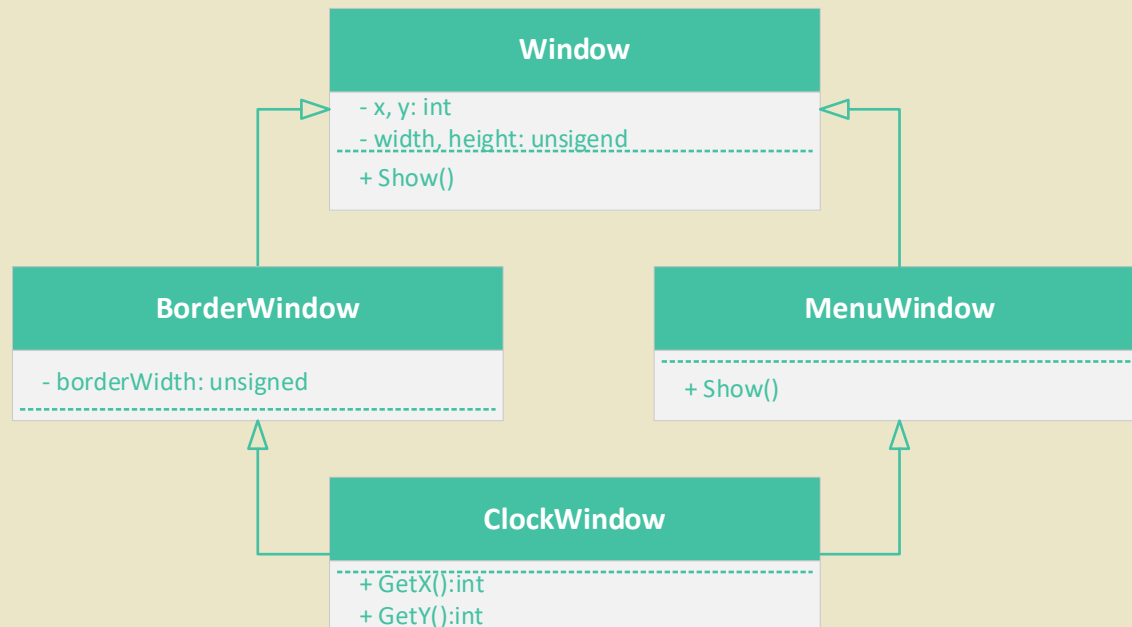 Window
- x, y: int
- width, height: unsigend
+ Show()
BorderWindow
- borderWidth: unsigned
MenuWindow
+ Show()
ClockWindow
+ GetX():int
+ GetY():int